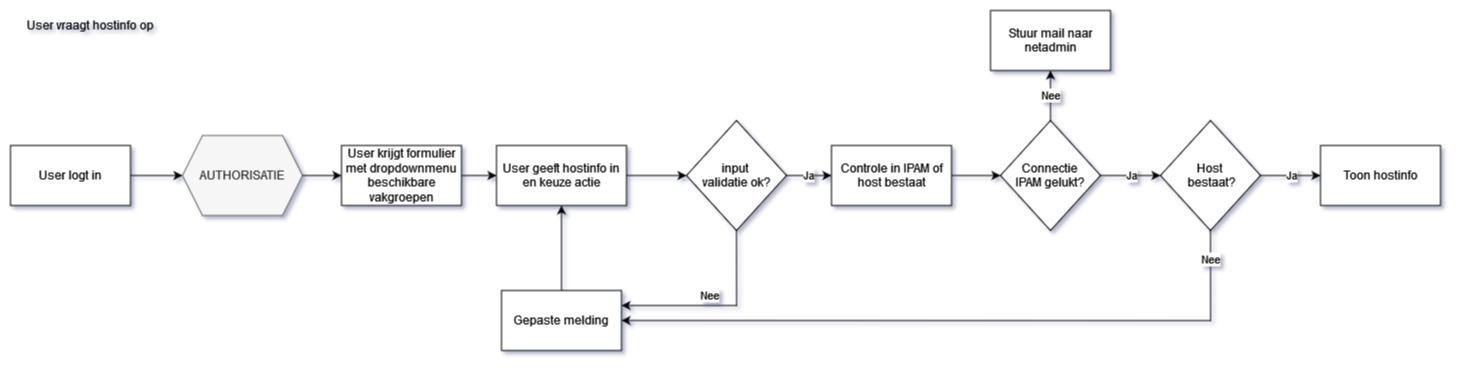 User vraagt hostinfo op
Stuur mail naar
netadmin
Nee
User logt in
AUTHORISATIE
User krijgt formulier
met dropdownmenu
beschikbare
vakgroepen
User geeft hostinfo in
en keuze actie
input
validatie ok?
Ja
Controle in IPAM of
host bestaat
Connectie
IPAM gelukt?
Ja
Host
bestaat?
Ja
Toon hostinfo
Nee
Nee
Gepaste melding